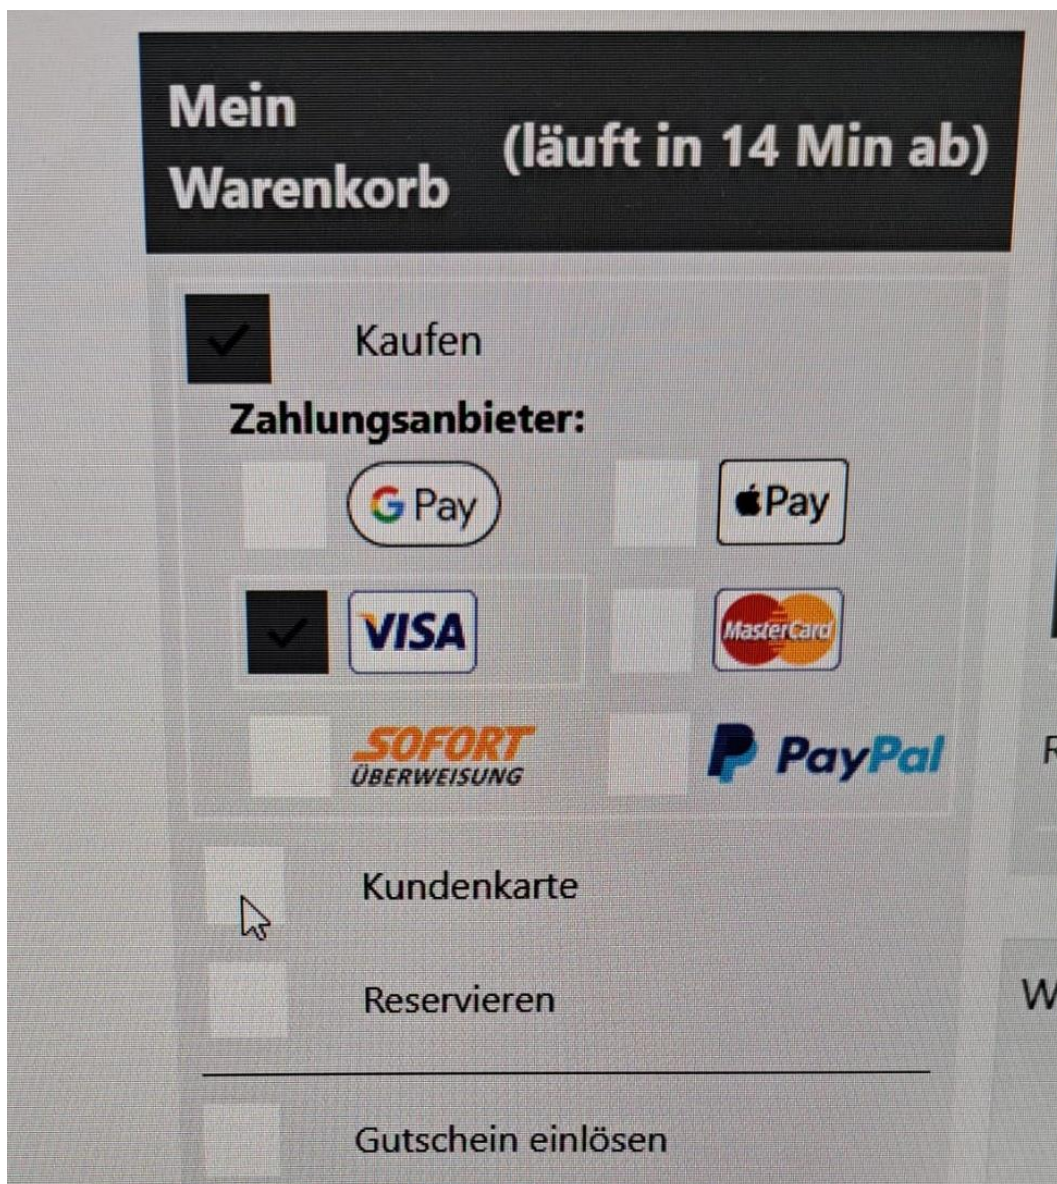 Mein
Warenkorb
(läuft in 14 Min ab)
Kaufen
Zahlungsanbieter:
G Pay
Pay
VISA
MasterCard
SOFORT
ÜBERWEISUNG
PayPal
R
Kundenkarte
Reservieren
W
Gutschein einlösen